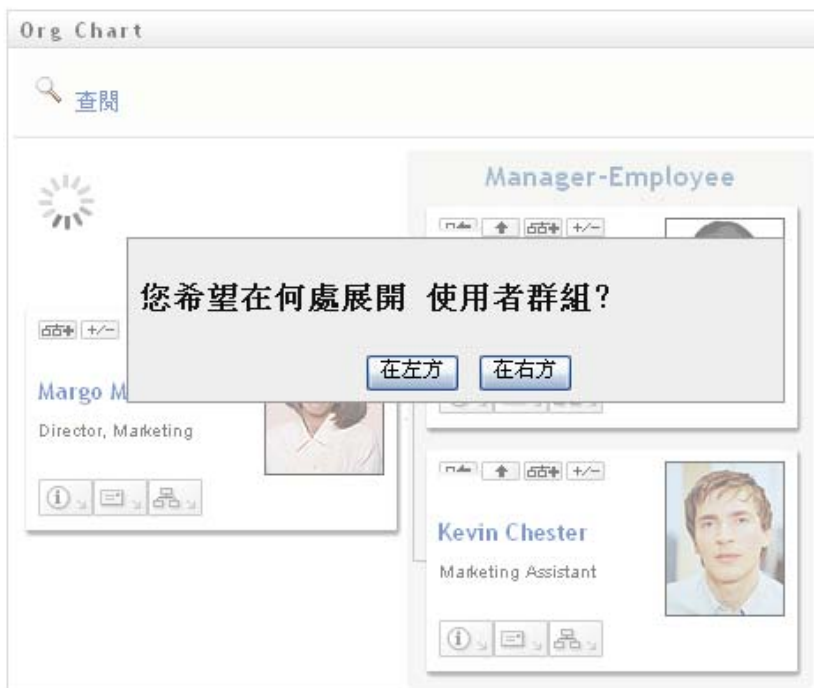 Org Chart
查閱
Manager-Employee
+/-
您希望在何處展開 使用者群組?
+/-
在左方 在右方
Margo M
Director, Marketing
+/-
Kevin Chester
Marketing Assistant